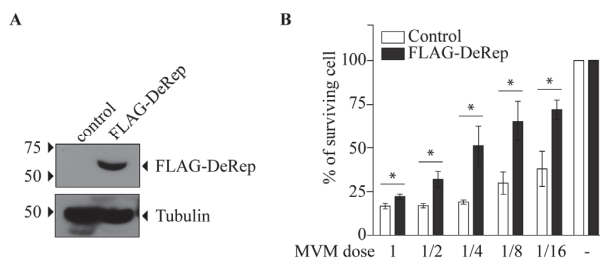 A
control
FLAG-DeRep
75
50
FLAG-DeRep
50
Tubulin
B
Control
FLAG-DeRep
% of surviving cell
100
75
50
25
0
* * * * *
MVM dose 1 1/2 1/4 1/8 1/16 -